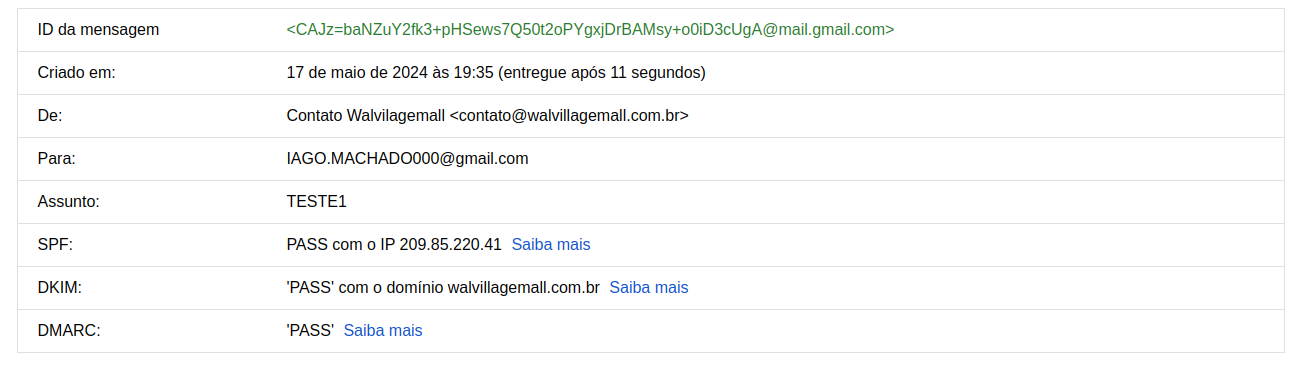 ID da mensagem <CAJz=baNZuY2fk3+pHSews7Q50t2oPYgxjDrBAMsy+o0iD3cUgA@mail.gmail.com>
Criado em: 17 de maio de 2024 às 19:35 (entregue após 11 segundos)
De: Contato Walvilagemall <contato@walvillagemall.com.br>
Para: IAGO.MACHADO000@gmail.com
Assunto: TESTE1
SPF: PASS com o IP 209.85.220.41 Saiba mais
DKIM: 'PASS' com o domínio walvillagemall.com.br Saiba mais
DMARC: 'PASS' Saiba mais